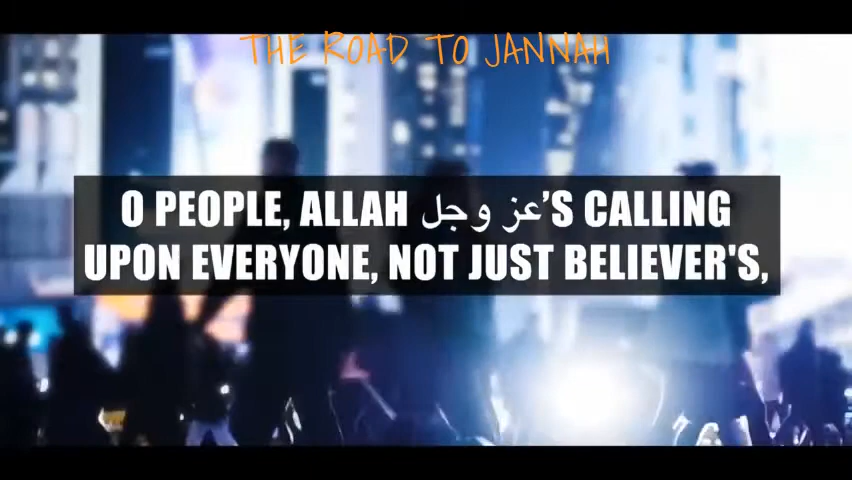 THE ROAD TO JANNAH
O PEOPLE, ALLAH عز وجل’S CALLING
UPON EVERYONE, NOT JUST BELIEVER'S,